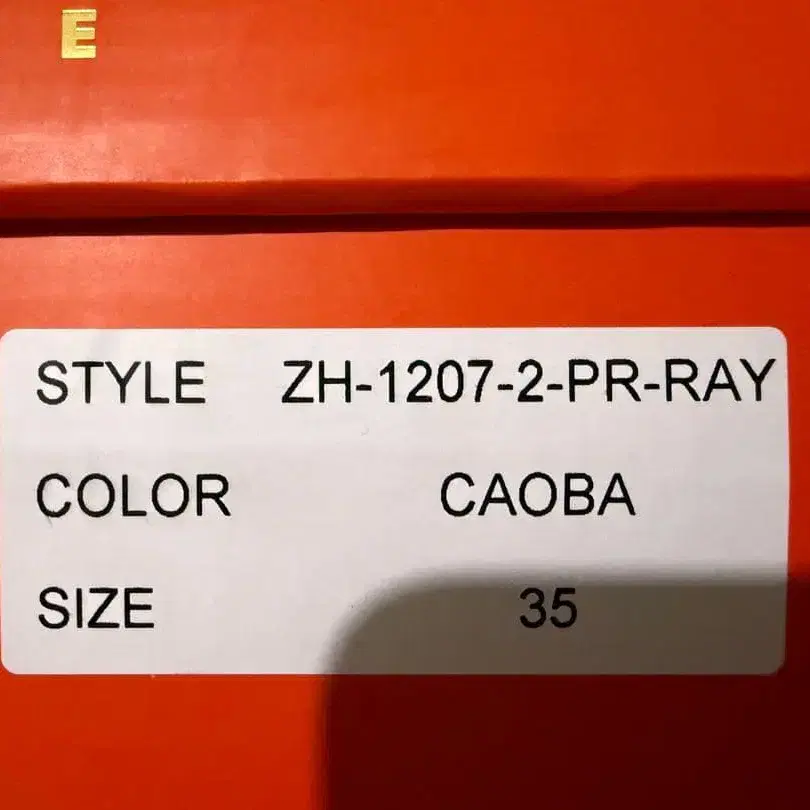 E
STYLE ZH-1207-2-PR-RAY
COLOR CAOBA
SIZE 35